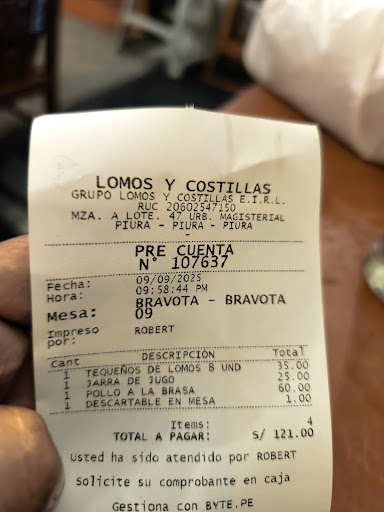 LOMOS Y COSTILLAS
GRUPO LOMOS Y COSTILLAS E.I.R.L.
RUC 20602547150
MZA. A LOTE. 47 URB. MAGISTERIAL
PIURA - PIURA - PIURA
-
PRE CUENTA
N° 107637
Fecha: 09/09/2025
Hora: 09:58:44 PM
BRAVOTA - BRAVOTA
Mesa: 09
Impreso por: ROBERT
Cant DESCRIPCIÓN Total
1 TEQUEÑOS DE LOMOS 8 UND 35.00
1 JARRA DE JUGO 25.00
1 POLLO A LA BRASA 60.00
1 DESCARTABLE EN MESA 1.00
Items: 4
TOTAL A PAGAR: S/ 121.00
Usted ha sido atendido por ROBERT
Solicite su comprobante en caja
Gestiona con BYTE.PE